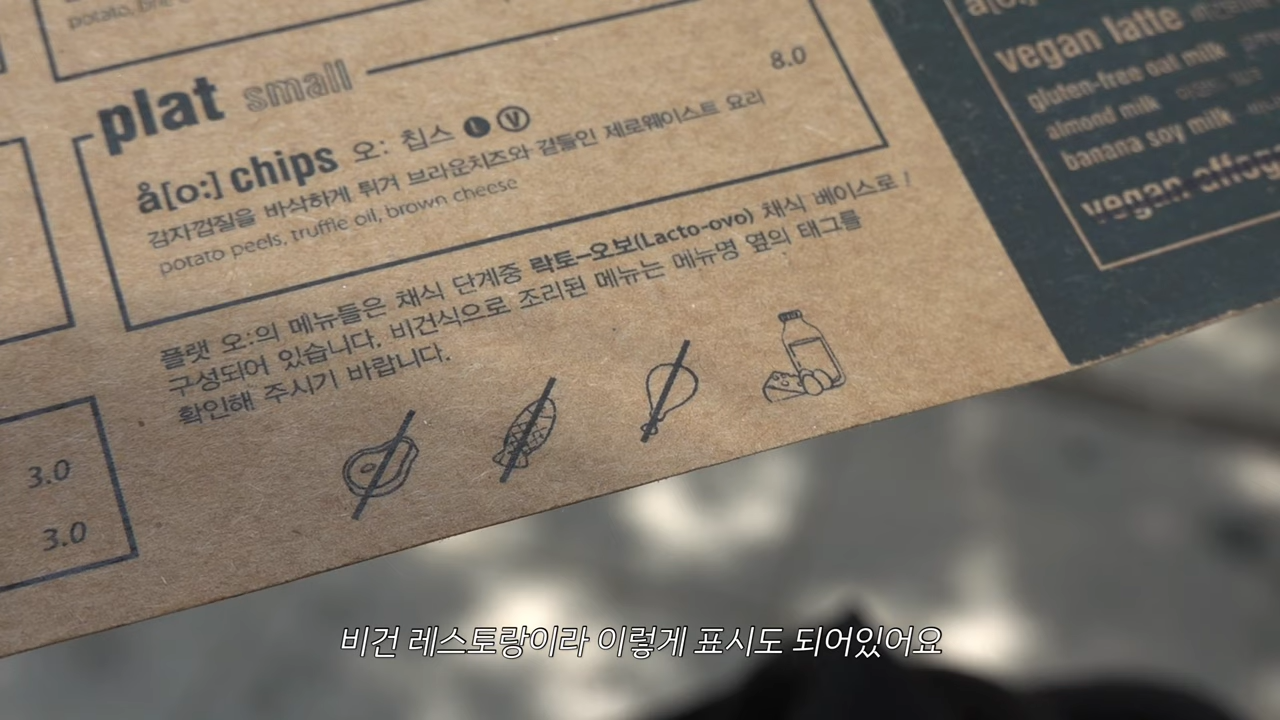 plat small
8.0
å[o:] chips 오: 칩스 L V
감자껍질을 바삭하게 튀겨 브라운치즈와 곁들인 제로웨이스트 요리
potato peels, truffle oil, brown cheese
플랫 오:의 메뉴들은 채식 단계중 락토-오보(Lacto-ovo) 채식 베이스로
구성되어 있습니다. 비건식으로 조리된 메뉴는 메뉴명 옆의 태그를
확인해 주시기 바랍니다.
3.0
3.0
vegan latte
gluten-free oat milk
almond milk
banana soy milk
vegan affog
비건 레스토랑이라 이렇게 표시도 되어있어요